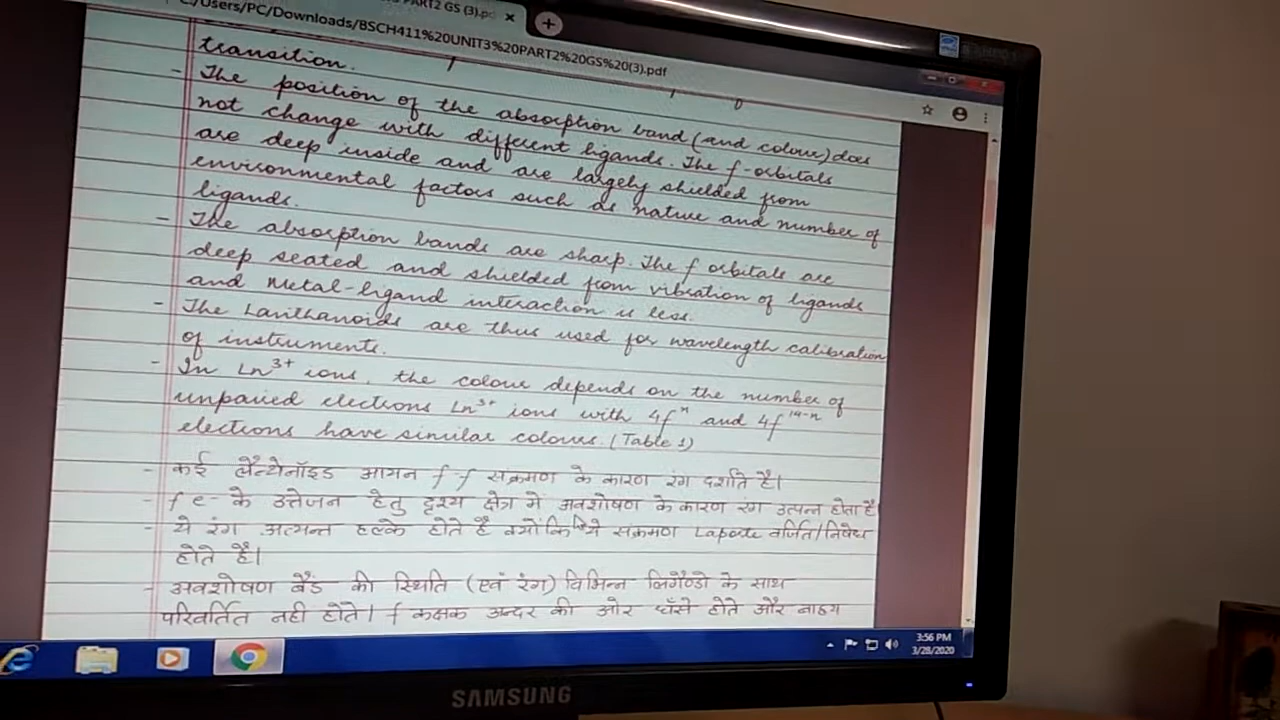 PART2 GS (3).pd
/Users/PC/Downloads/BSCH411%20UNIT3%20PART2%20GS%20(3).pdf
transition.
- The position of the absorption band (and colour) does
not change with different ligands. The f-orbitals
are deep inside and are largely shielded from
environmental factors such as nature and number of
ligands.
- The absorption bands are sharp. The f orbitals are
deep seated and shielded from vibration of ligands
and Metal-ligand interaction is less.
- The Lanthanoids are thus used for wavelength calibration
of instruments.
- In Ln³⁺ ions, the colour depends on the number of
unpaired electrons Ln³⁺ ions with 4fⁿ and 4f¹⁴⁻ⁿ
electrons have similar colours. (Table 1)
- कई लैन्थेनॉइड आयन f-f संक्रमण के कारण रंग दर्शाते है।
- f e⁻ के उत्तेजन हेतु दृश्य क्षेत्र मे अवशोषण के कारण रंग उत्पन्न होता है।
- ये रंग अत्यन्त हल्के होते है क्योकि ये संक्रमण Laporte वर्जित/निषेध
होते है।
- अवशोषण बैंड की स्थिति (एवं रंग) विभिन्न लिगेण्डो के साथ
परिवर्तित नही होते। f कक्षक अन्दर की ओर धँसे होते और बाह्य
3:56 PM
3/28/2020
SAMSUNG